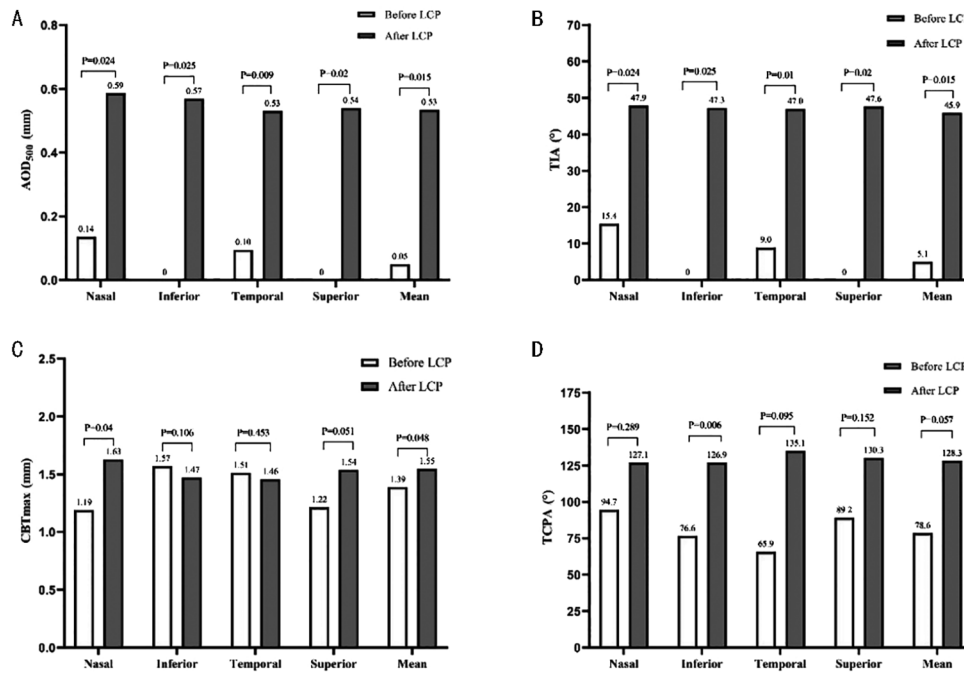 A
Before LCP
After LCP
AOD500 (mm)
0.8
0.6
0.4
0.2
0.0
P=0.024
P=0.025
P=0.009
P=0.02
P=0.015
0.14
0.59
0
0.57
0.10
0.53
0
0.54
0.05
0.53
Nasal
Inferior
Temporal
Superior
Mean
B
Before LCP
After LCP
TIA (°)
70
60
50
40
30
20
10
0
P=0.024
P=0.025
P=0.01
P=0.02
P=0.015
15.4
47.9
0
47.3
9.0
47.0
0
47.6
5.1
45.9
Nasal
Inferior
Temporal
Superior
Mean
C
Before LCP
After LCP
CBTmax (mm)
2.5
2.0
1.5
1.0
0.5
0.0
P=0.04
P=0.106
P=0.453
P=0.051
P=0.048
1.19
1.63
1.57
1.47
1.51
1.46
1.22
1.54
1.39
1.55
Nasal
Inferior
Temporal
Superior
Mean
D
Before LCP
After LCP
TCPA (°)
175
150
125
100
75
50
25
0
P=0.289
P=0.006
P=0.095
P=0.152
P=0.057
94.7
127.1
76.6
126.9
65.9
135.1
89.2
130.3
78.6
128.3
Nasal
Inferior
Temporal
Superior
Mean